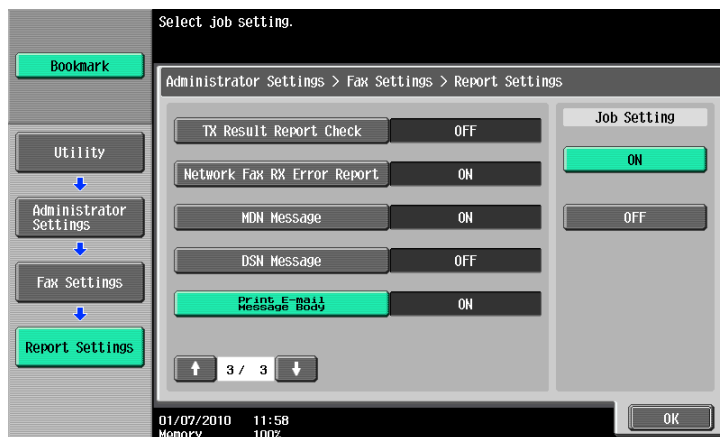 Select job setting.
Bookmark
Administrator Settings > Fax Settings > Report Settings
Utility
Administrator
Settings
Fax Settings
Report Settings
TX Result Report Check OFF
Network Fax RX Error Report ON
MDN Message ON
DSN Message OFF
Print E-mail
Message Body ON
3/ 3
Job Setting
ON
OFF
01/07/2010 11:58
Memory 100%
OK